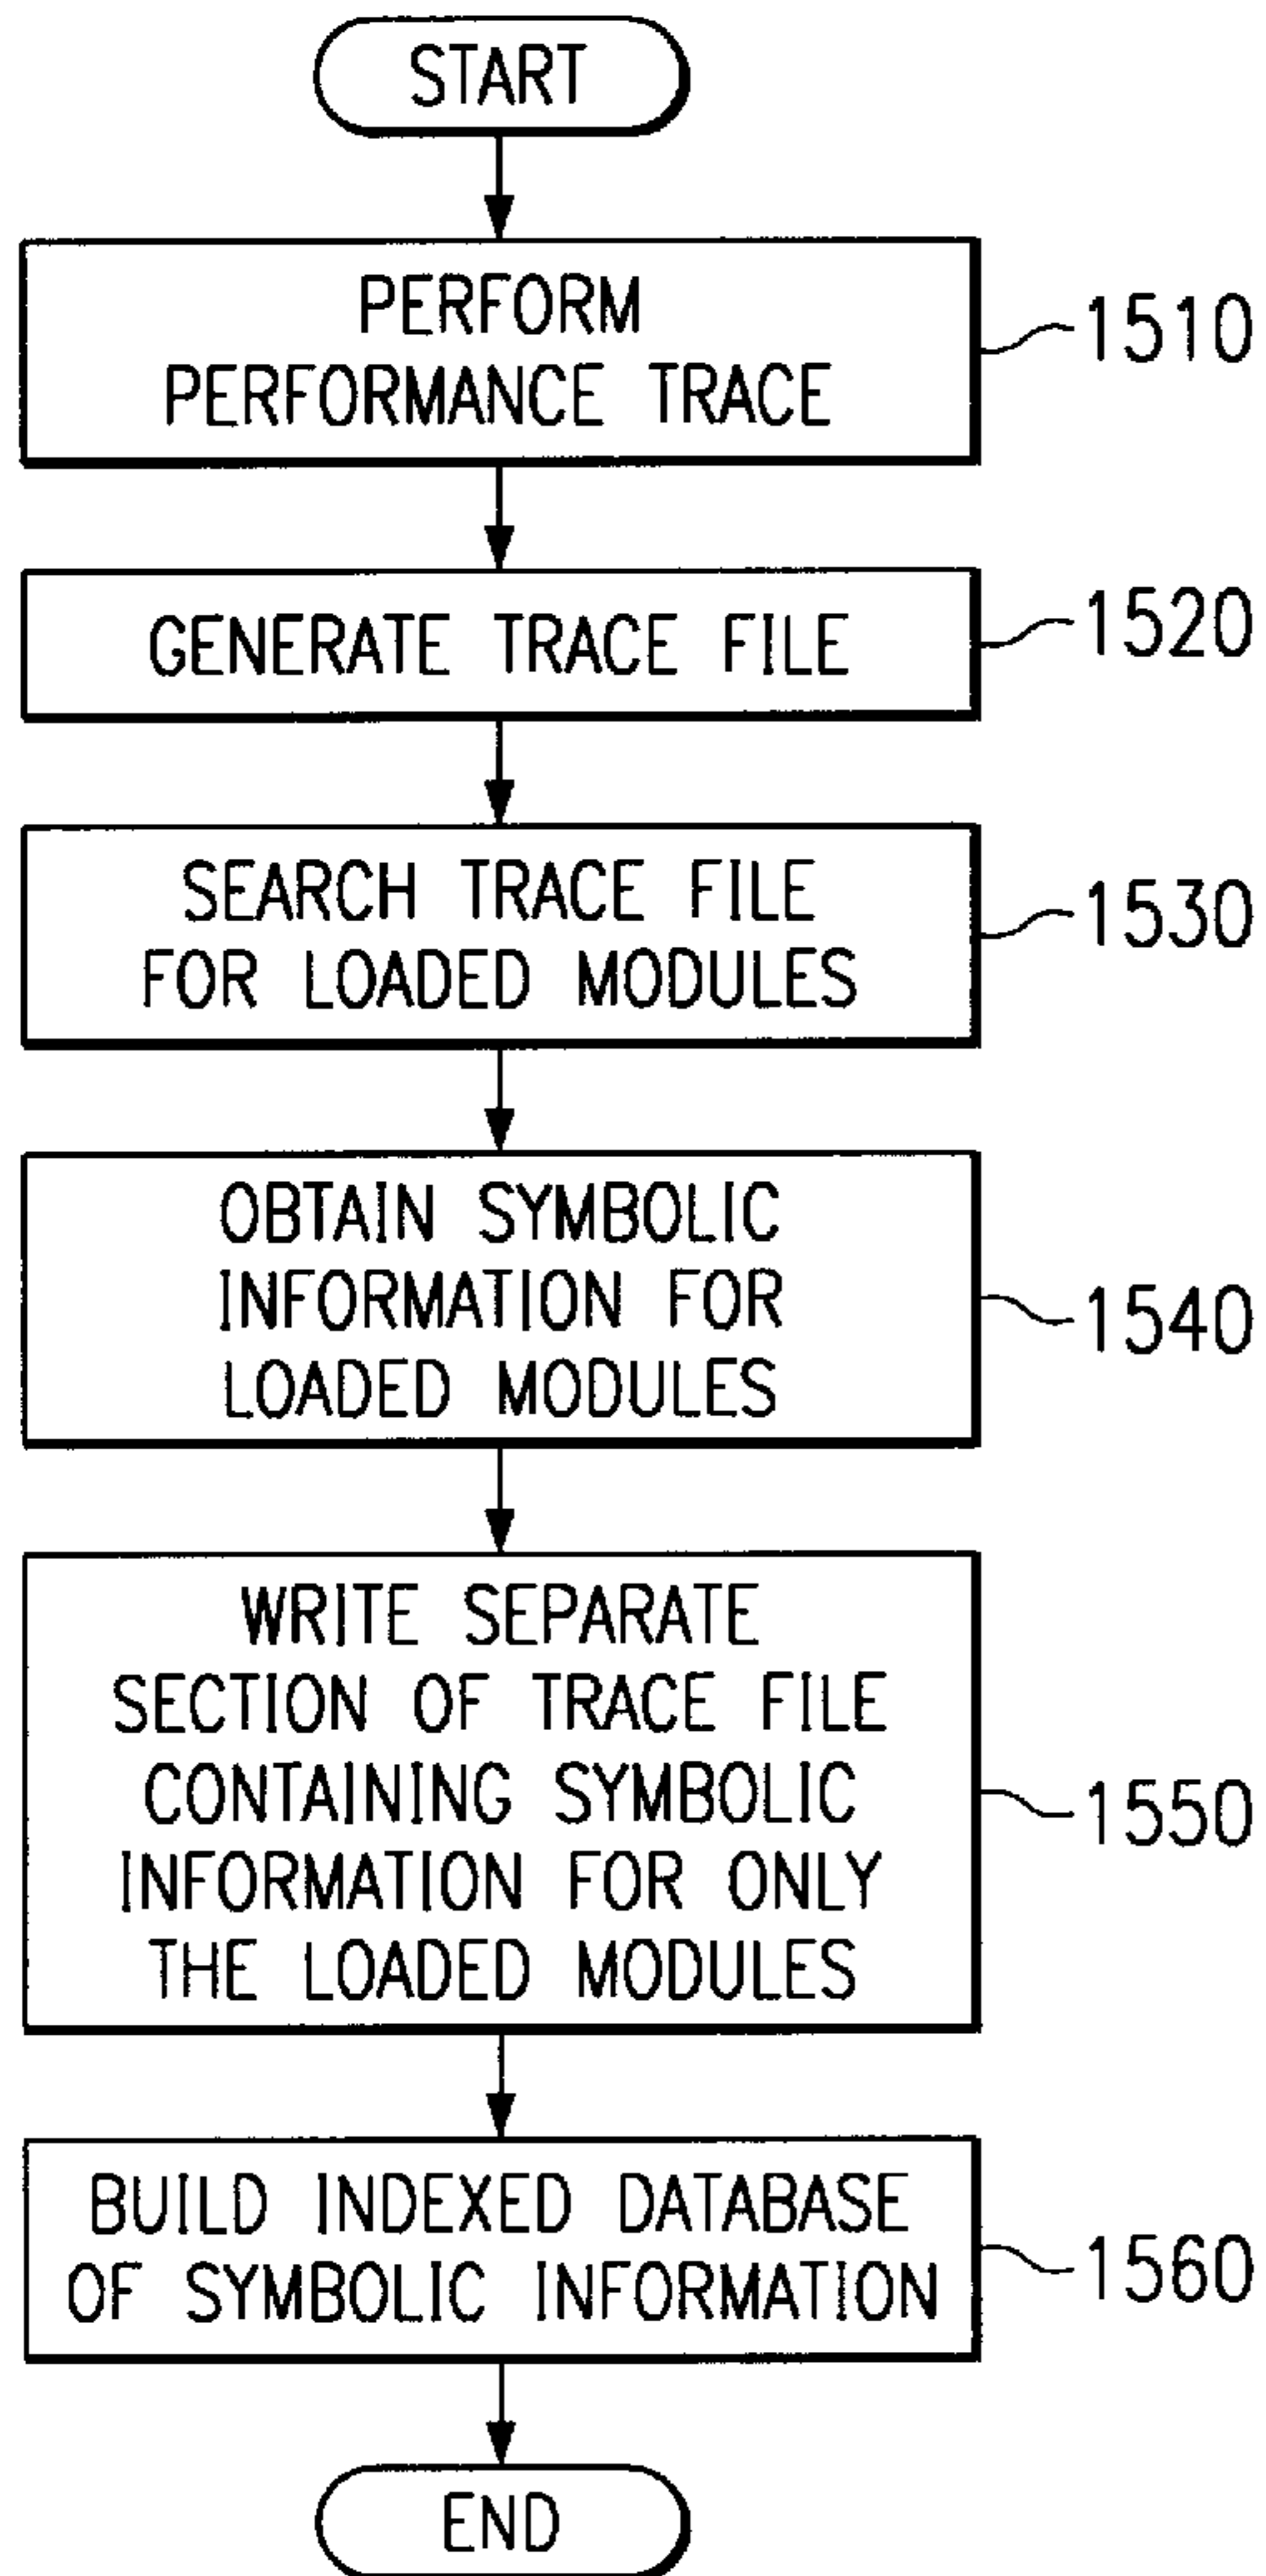 START
PERFORM
PERFORMANCE TRACE
1510
GENERATE TRACE FILE
1520
SEARCH TRACE FILE
FOR LOADED MODULES
1530
OBTAIN SYMBOLIC
INFORMATION FOR
LOADED MODULES
1540
WRITE SEPARATE
SECTION OF TRACE FILE
CONTAINING SYMBOLIC
INFORMATION FOR ONLY
THE LOADED MODULES
1550
BUILD INDEXED DATABASE
OF SYMBOLIC INFORMATION
1560
END